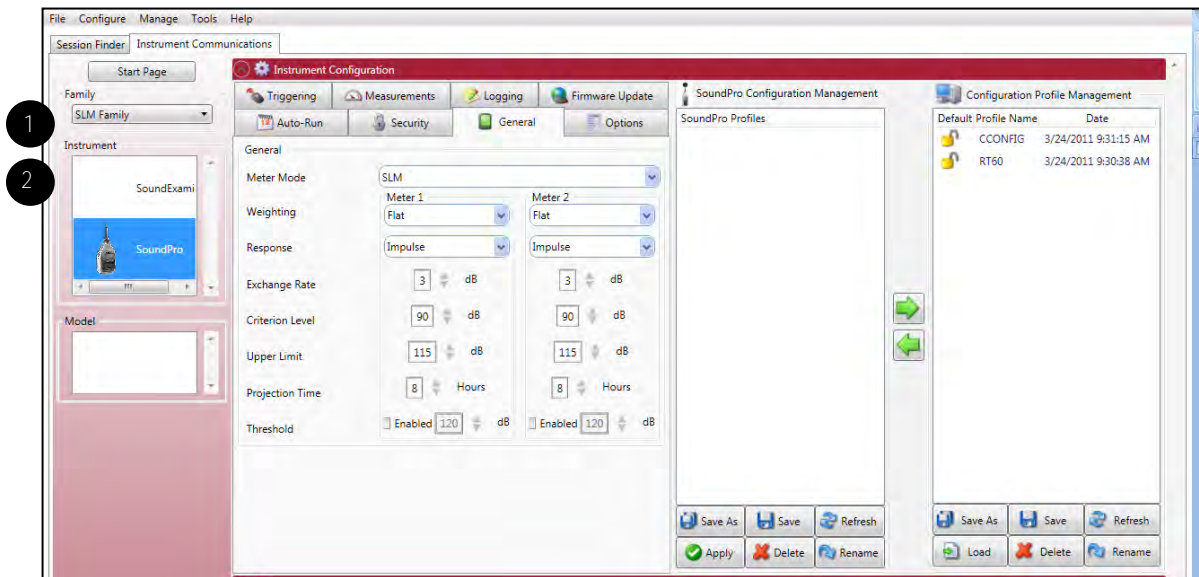 File Configure Manage Tools Help
Session Finder Instrument Communications
Start Page
Family
1
SLM Family
Instrument
2
SoundExami
SoundPro
Model
Instrument Configuration
Triggering Measurements Logging Firmware Update
Auto-Run Security General Options
General
Meter Mode SLM
Meter 1 Meter 2
Weighting Flat Flat
Response Impulse Impulse
Exchange Rate 3 dB 3 dB
Criterion Level 90 dB 90 dB
Upper Limit 115 dB 115 dB
Projection Time 8 Hours 8 Hours
Threshold Enabled 120 dB Enabled 120 dB
SoundPro Configuration Management
SoundPro Profiles
Save As Save Refresh
Apply Delete Rename
Configuration Profile Management
Default Profile Name Date
CCONFIG 3/24/2011 9:31:15 AM
RT60 3/24/2011 9:30:38 AM
Save As Save Refresh
Load Delete Rename